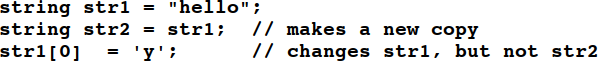 string str1 = "hello";
string str2 = str1;  // makes a new copy
str1[0]  = 'y';      // changes str1, but not str2